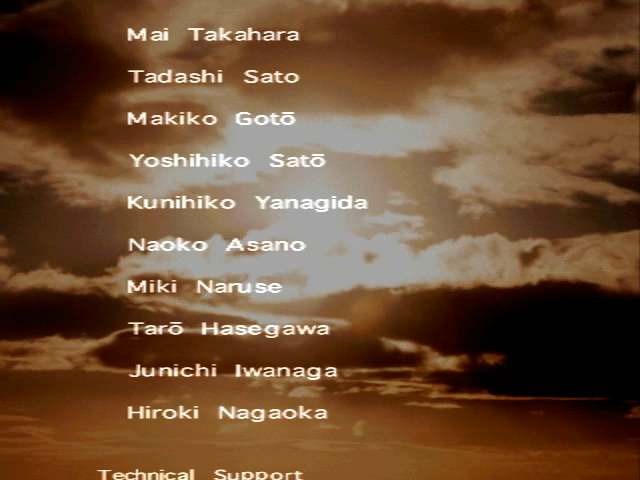 Mai Takahara
Tadashi Sato
Makiko Gotō
Yoshihiko Satō
Kunihiko Yanagida
Naoko Asano
Miki Naruse
Tarō Hasegawa
Junichi Iwanaga
Hiroki Nagaoka
Technical Support